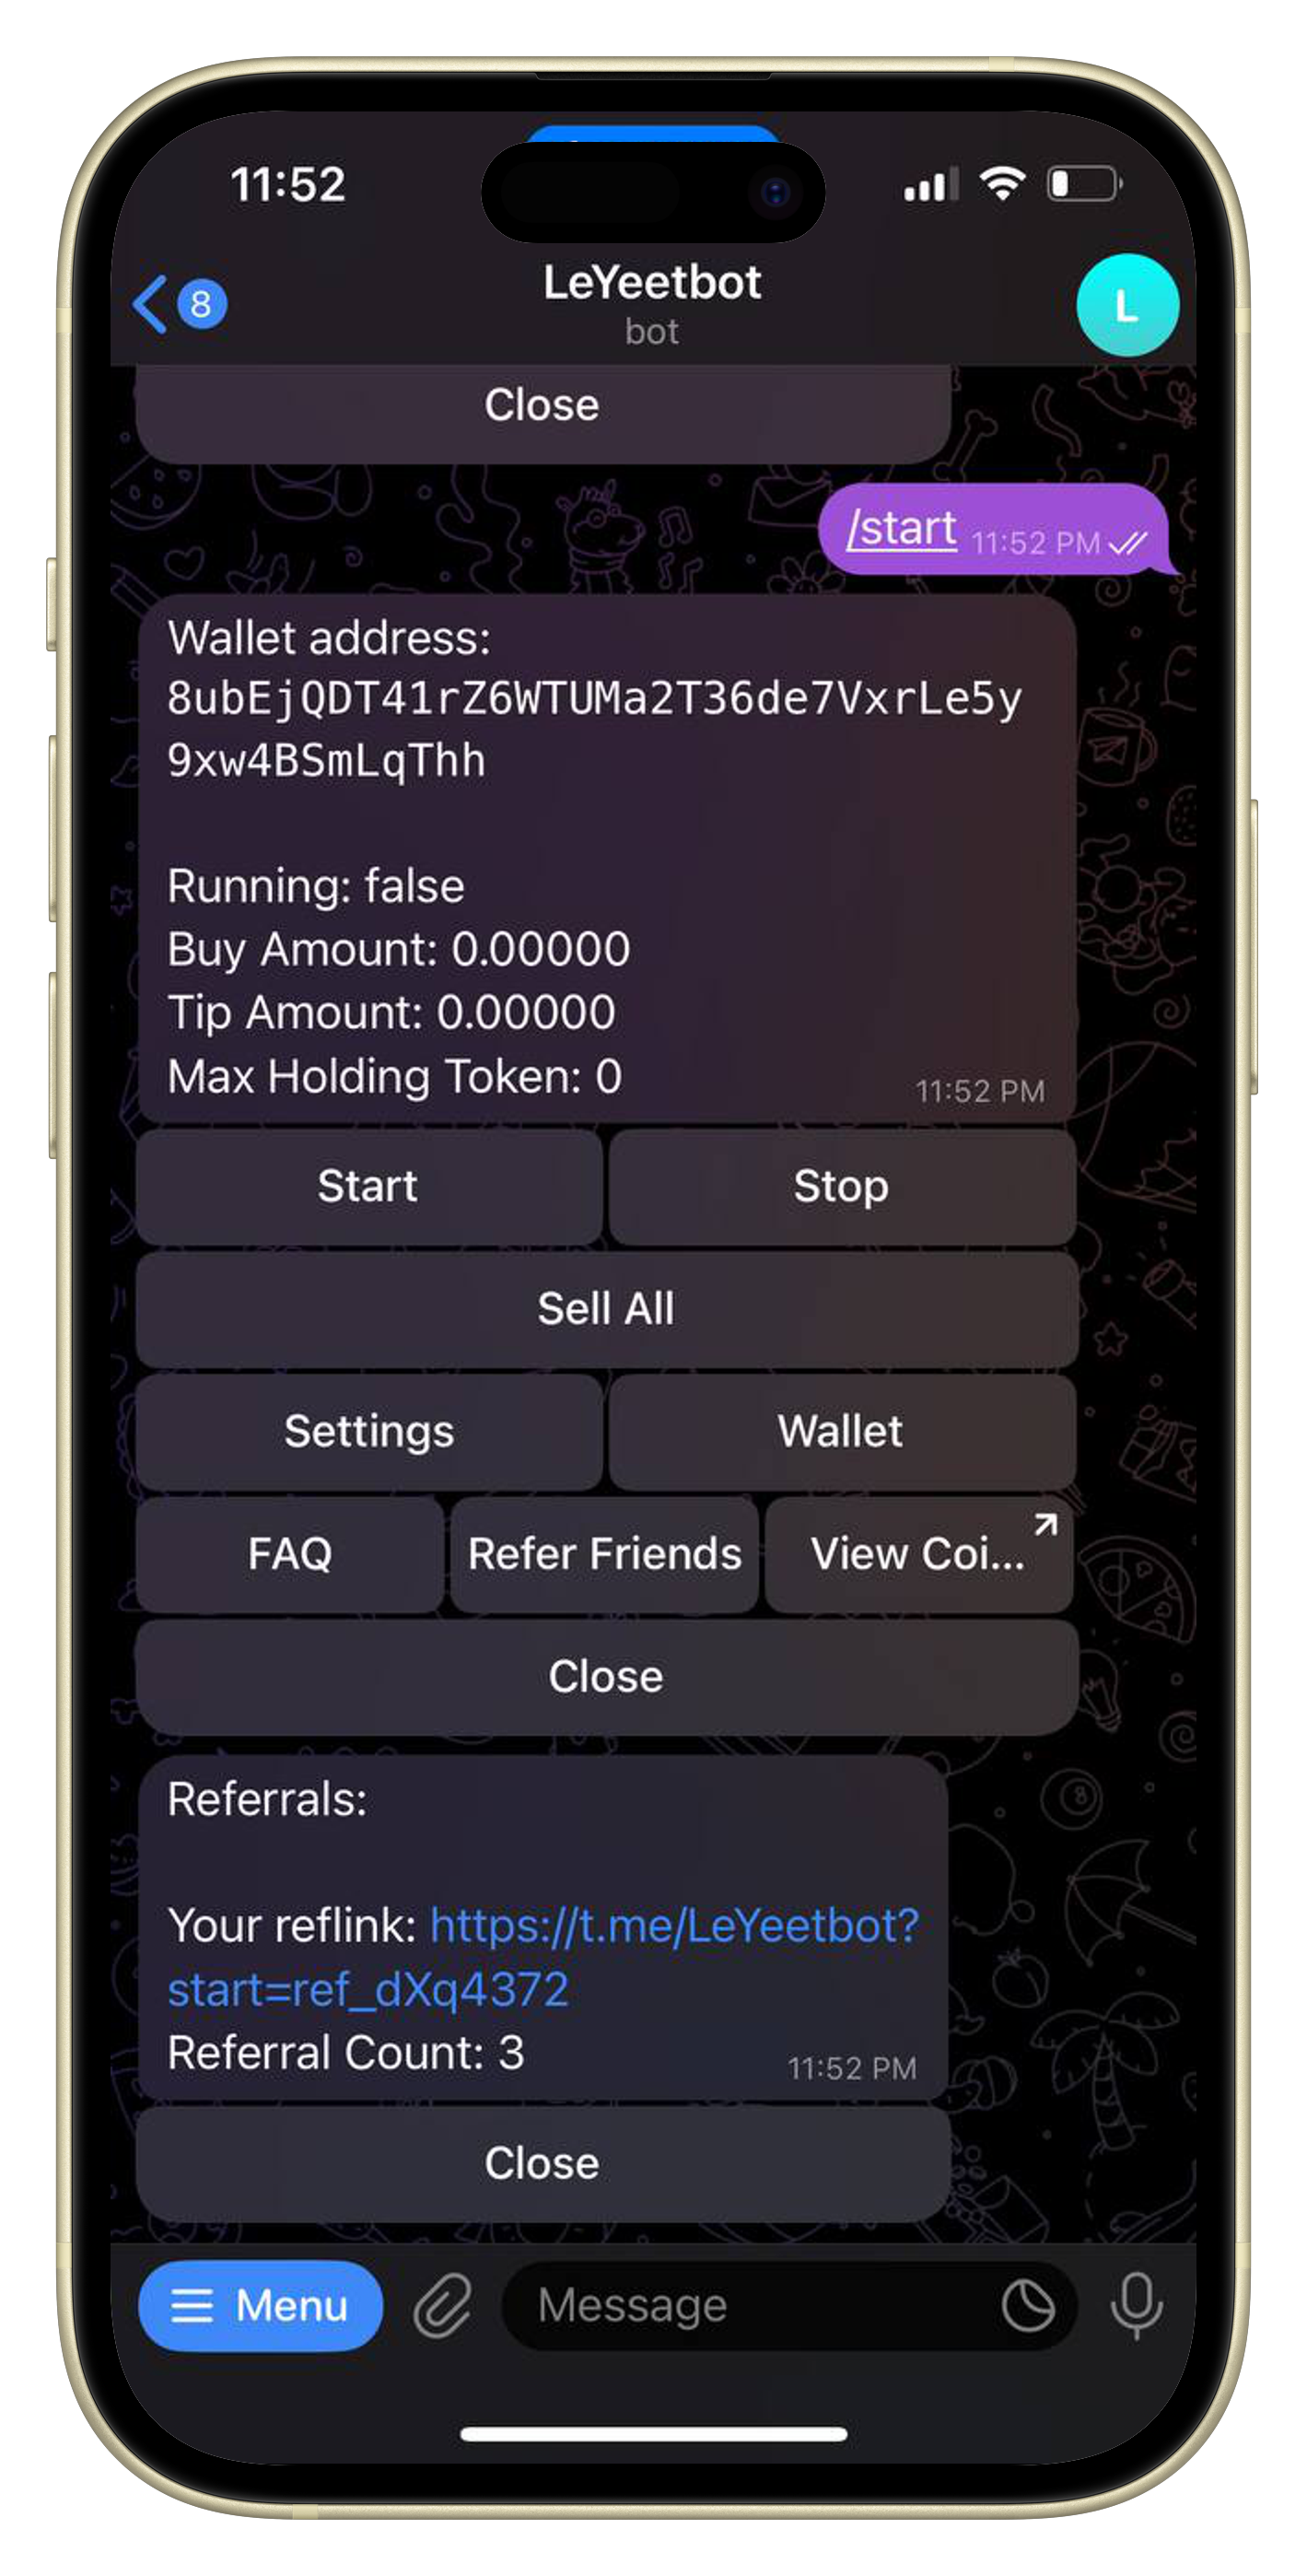 11:52
8
LeYeetbot
bot
L
Close
/start 11:52 PM
Wallet address:
8ubEjQDT41rZ6WTUMa2T36de7VxrLe5y
9xw4BSmLqThh
Running: false
Buy Amount: 0.00000
Tip Amount: 0.00000
Max Holding Token: 0
11:52 PM
Start
Stop
Sell All
Settings
Wallet
FAQ
Refer Friends
View Coi...
Close
Referrals:
Your reflink: https://t.me/LeYeetbot?
start=ref_dXq4372
Referral Count: 3
11:52 PM
Close
Menu
Message